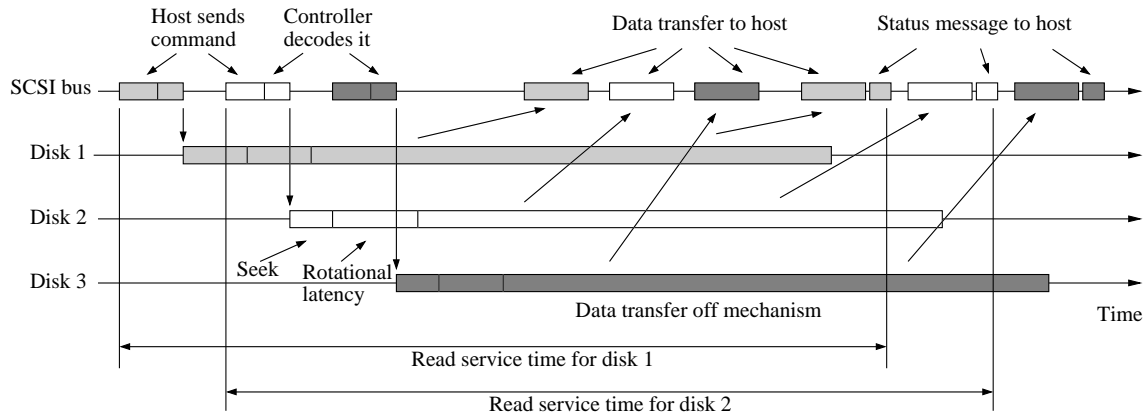 Host sends
command
Controller
decodes it
Data transfer to host
Status message to host
SCSI bus
Disk 1
Disk 2
Seek
Rotational
latency
Disk 3
Data transfer off mechanism
Time
Read service time for disk 1
Read service time for disk 2